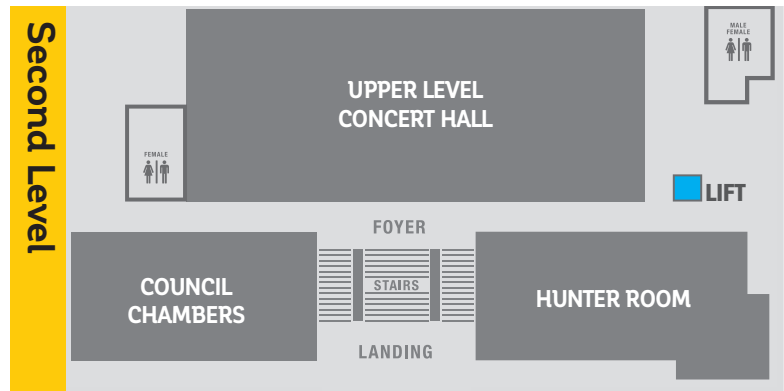 Second Level
MALE
FEMALE
UPPER LEVEL
CONCERT HALL
FEMALE
LIFT
FOYER
COUNCIL
CHAMBERS
STAIRS
HUNTER ROOM
LANDING